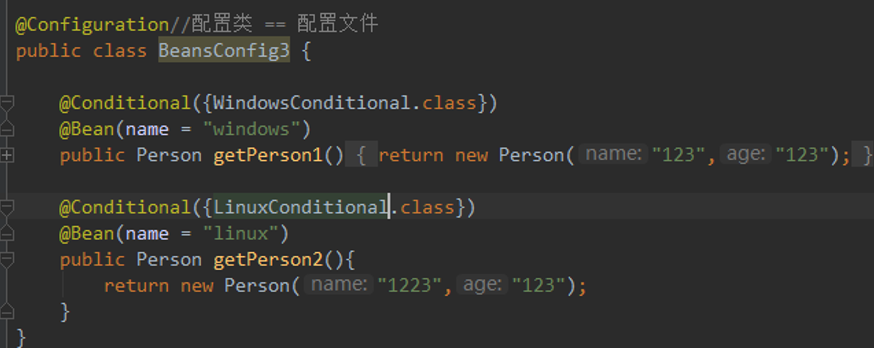 @Configuration//配置类 == 配置文件
public class BeansConfig3 {
@Conditional({WindowsConditional.class})
@Bean(name = "windows")
public Person getPerson1() { return new Person( name: "123", age: "123"); }
@Conditional({LinuxConditional.class})
@Bean(name = "linux")
public Person getPerson2(){
return new Person( name: "1223", age: "123");
}
}